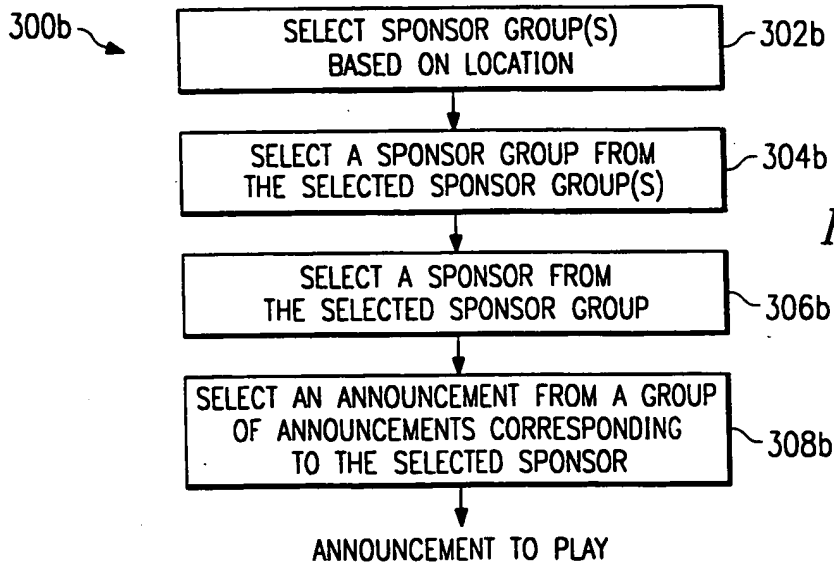 300b
SELECT SPONSOR GROUP(S)
BASED ON LOCATION
302b
SELECT A SPONSOR GROUP FROM
THE SELECTED SPONSOR GROUP(S)
304b
SELECT A SPONSOR FROM
THE SELECTED SPONSOR GROUP
306b
SELECT AN ANNOUNCEMENT FROM A GROUP
OF ANNOUNCEMENTS CORRESPONDING
TO THE SELECTED SPONSOR
308b
ANNOUNCEMENT TO PLAY